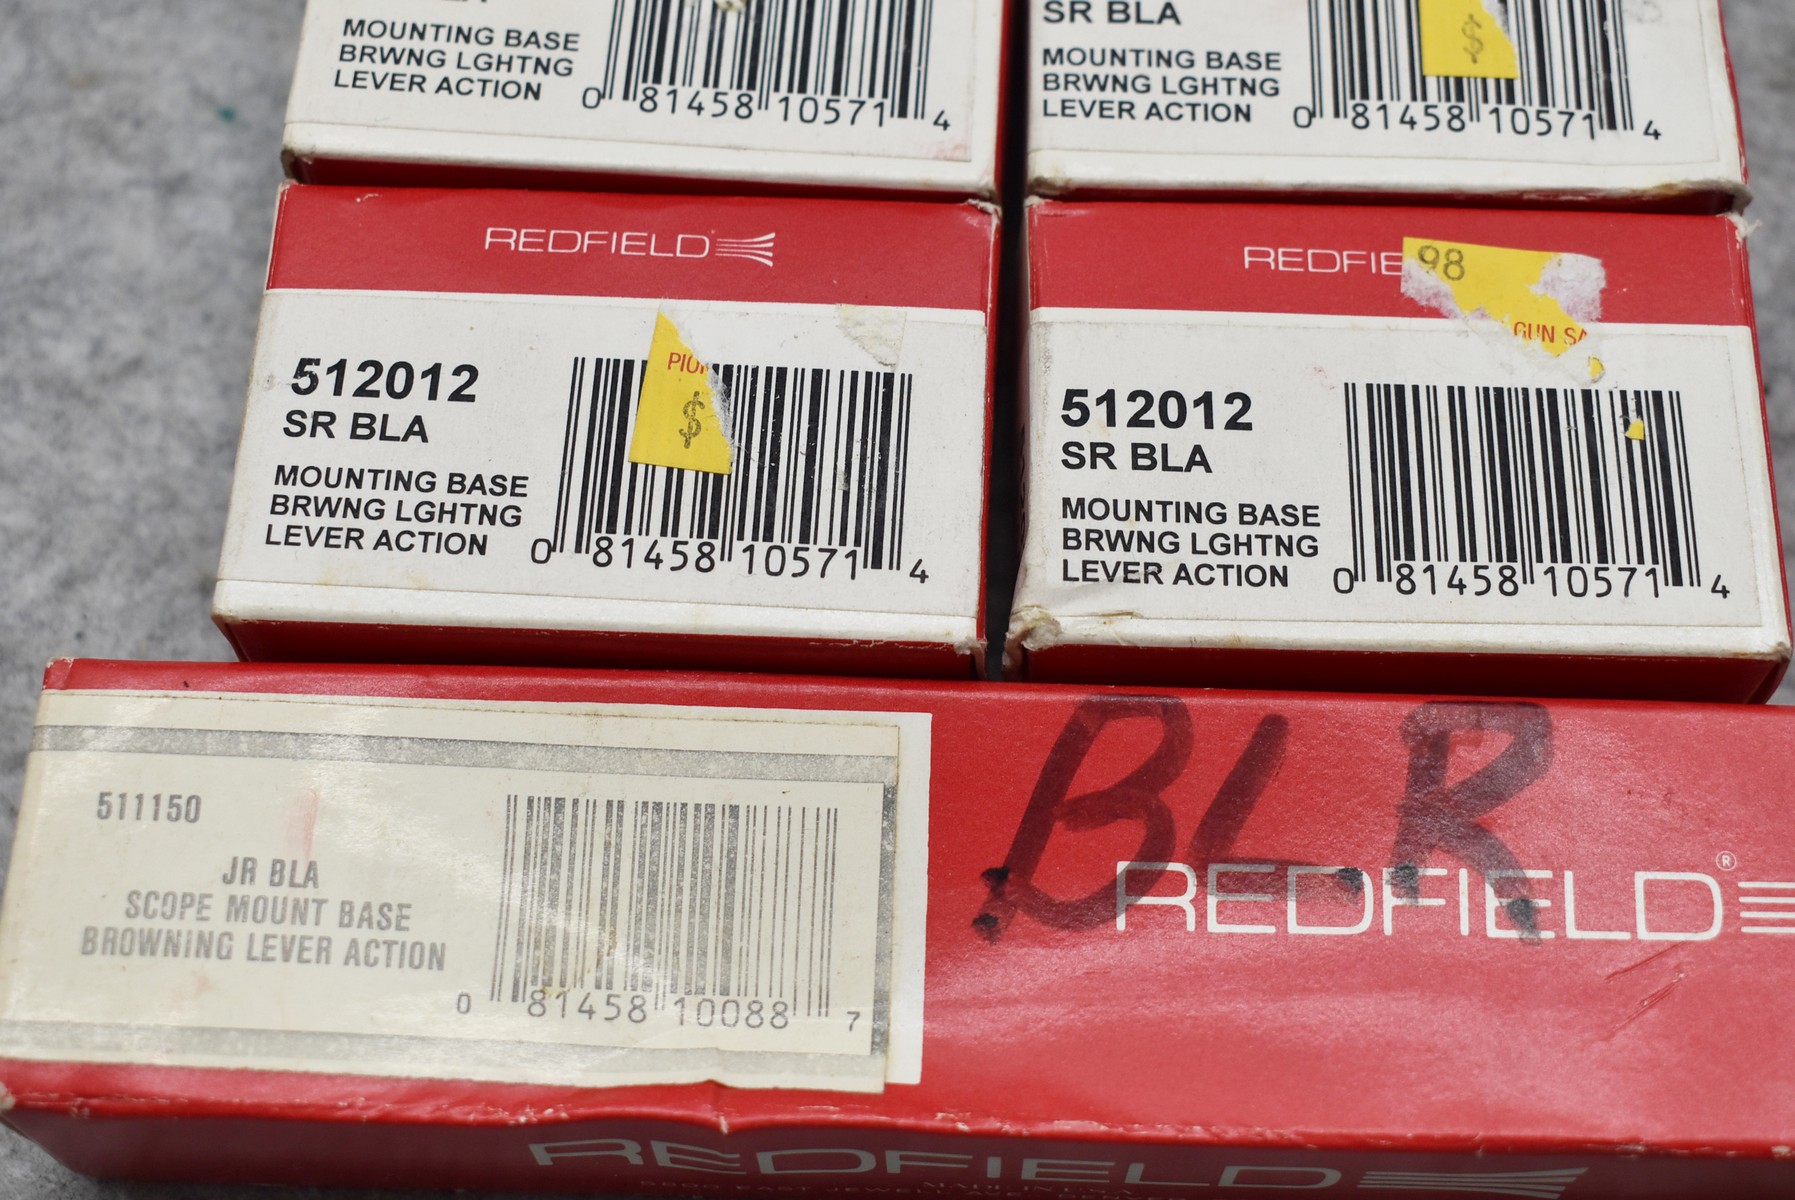 MOUNTING BASE
BRWNG LGHTNG
LEVER ACTION
0 81458 10571 4
SR BLA
MOUNTING BASE
BRWNG LGHTNG
LEVER ACTION
$
0 81458 10571 4
REDFIELD
512012
SR BLA
MOUNTING BASE
BRWNG LGHTNG
LEVER ACTION
$
0 81458 10571 4
REDFIE
98
GUN SA
512012
SR BLA
MOUNTING BASE
BRWNG LGHTNG
LEVER ACTION
0 81458 10571 4
511150
JR BLA
SCOPE MOUNT BASE
BROWNING LEVER ACTION
0 81458 10088 7
BLR
REDFIELD®
REDFIELD